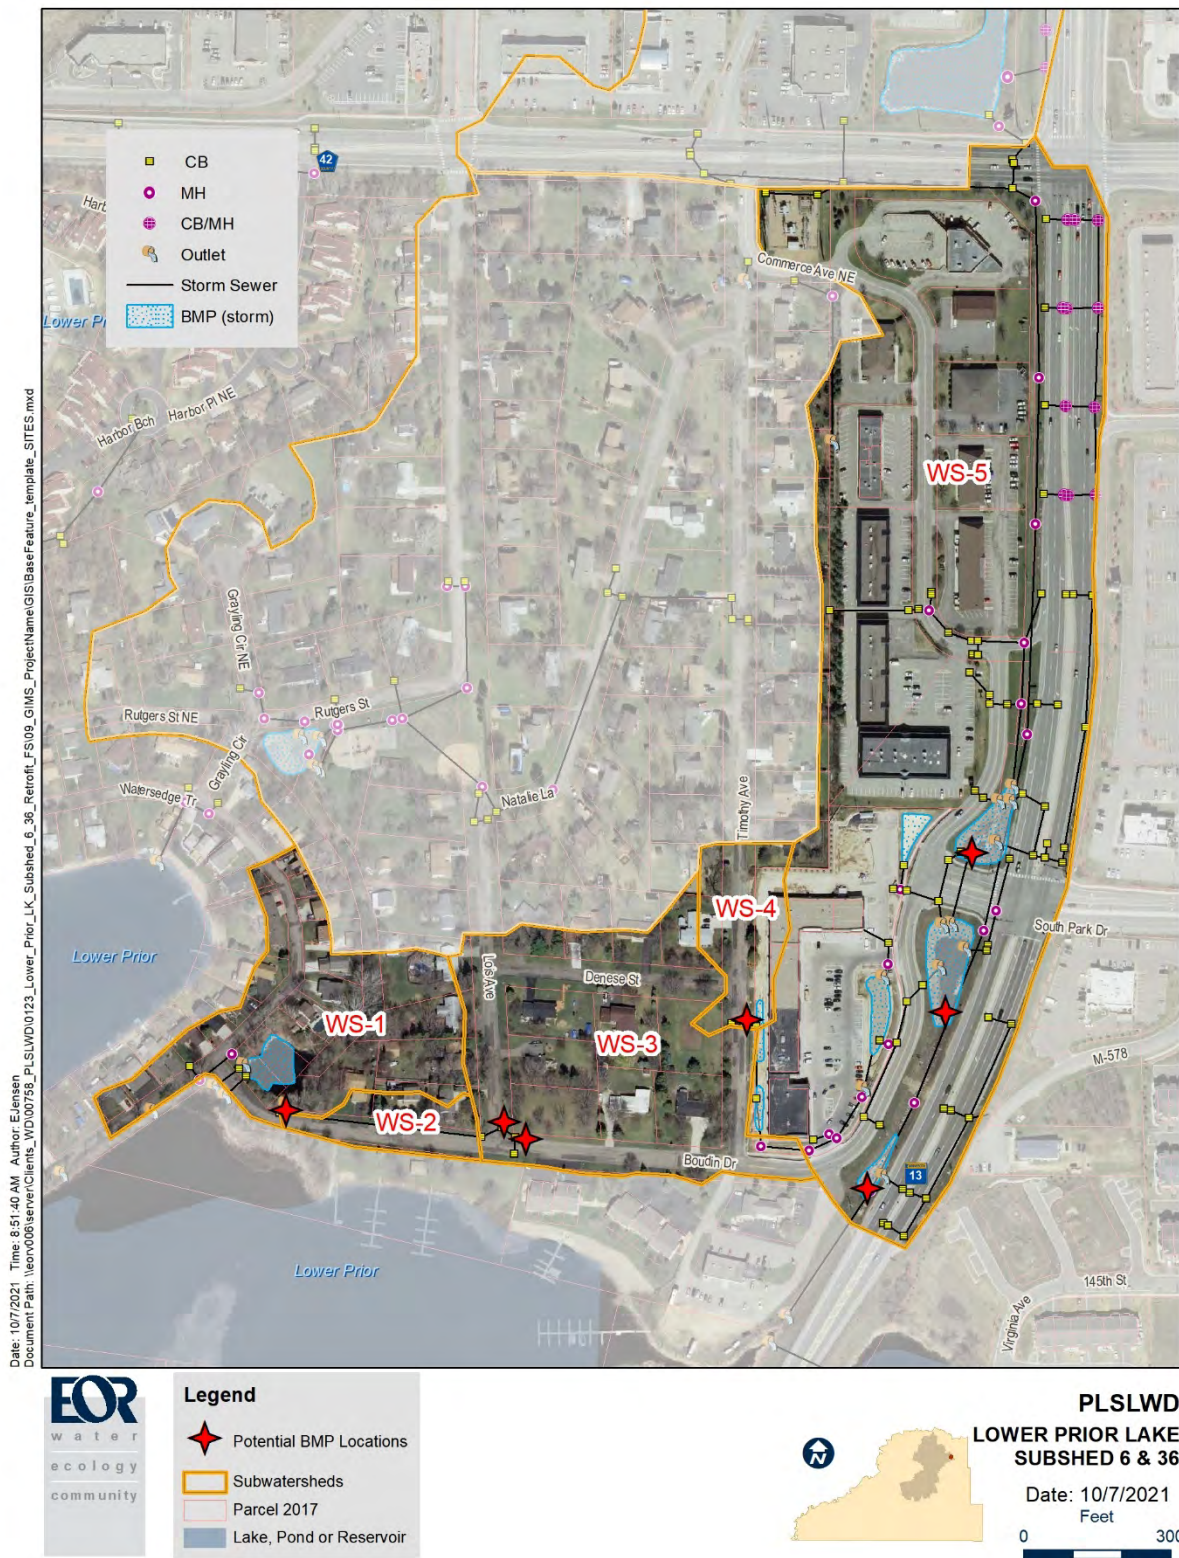 Date: 10/7/2021 Time: 8:51:40 AM Author: EJensen
Document Path: \\eorv006\server\Clients_WD\00758_PLSLWD\0123_Lower_Prior_LK_Subshed_6_36_Retrofit_FS\09_GIMS_ProjectName\GIS\BaseFeature_template_SITES.mxd
CB
MH
CB/MH
Outlet
Storm Sewer
BMP (storm)
42
Lower Pri
Commerce Ave NE
Harbor Bch
Harbor Pl NE
WS-5
Grayling Cir NE
Rutgers St NE
Rutgers St
Grayling Cir
Watersedge Tr
Natalie La
Timothy Ave
WS-4
South Park Dr
Lower Prior
Lois Ave
Denese St
WS-1
WS-3
M-578
WS-2
Boudin Dr
13
Lower Prior
145th St
Virginia Ave
EOR
water
ecology
community
Legend
Potential BMP Locations
Subwatersheds
Parcel 2017
Lake, Pond or Reservoir
N
PLSLWD
LOWER PRIOR LAKE
SUBSHED 6 & 36
Date: 10/7/2021
Feet
0 300